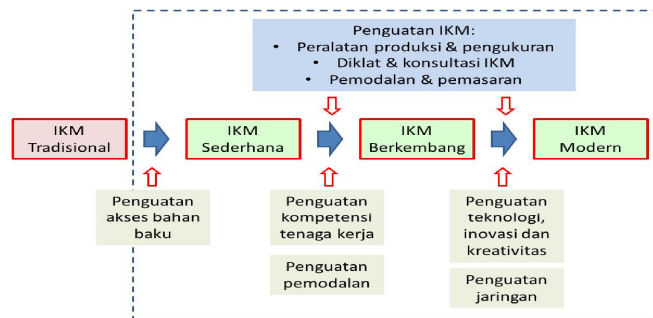 Penguatan IKM:
• Peralatan produksi & pengukuran
• Diklat & konsultasi IKM
• Pemodalan & pemasaran
IKM
Tradisional
IKM
Sederhana
IKM
Berkembang
IKM
Modern
Penguatan
akses bahan
baku
Penguatan
kompetensi
tenaga kerja
Penguatan
pemodalan
Penguatan
teknologi,
inovasi dan
kreativitas
Penguatan
jaringan